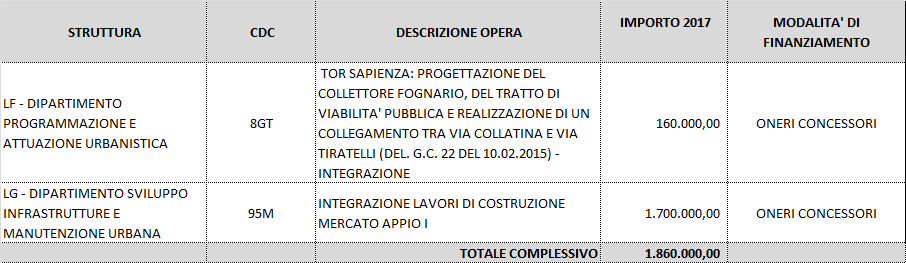 STRUTTURA CDC DESCRIZIONE OPERA IMPORTO 2017 MODALITA' DI FINANZIAMENTO
LF - DIPARTIMENTO
PROGRAMMAZIONE E
ATTUAZIONE URBANISTICA
8GT
TOR SAPIENZA: PROGETTAZIONE DEL
COLLETTORE FOGNARIO, DEL TRATTO DI
VIABILITA' PUBBLICA E REALIZZAZIONE DI UN
COLLEGAMENTO TRA VIA COLLATINA E VIA
TIRATELLI (DEL. G.C. 22 DEL 10.02.2015) -
INTEGRAZIONE
160.000,00
ONERI CONCESSORI
LG - DIPARTIMENTO SVILUPPO
INFRASTRUTTURE E
MANUTENZIONE URBANA
95M
INTEGRAZIONE LAVORI DI COSTRUZIONE
MERCATO APPIO I
1.700.000,00
ONERI CONCESSORI
TOTALE COMPLESSIVO 1.860.000,00